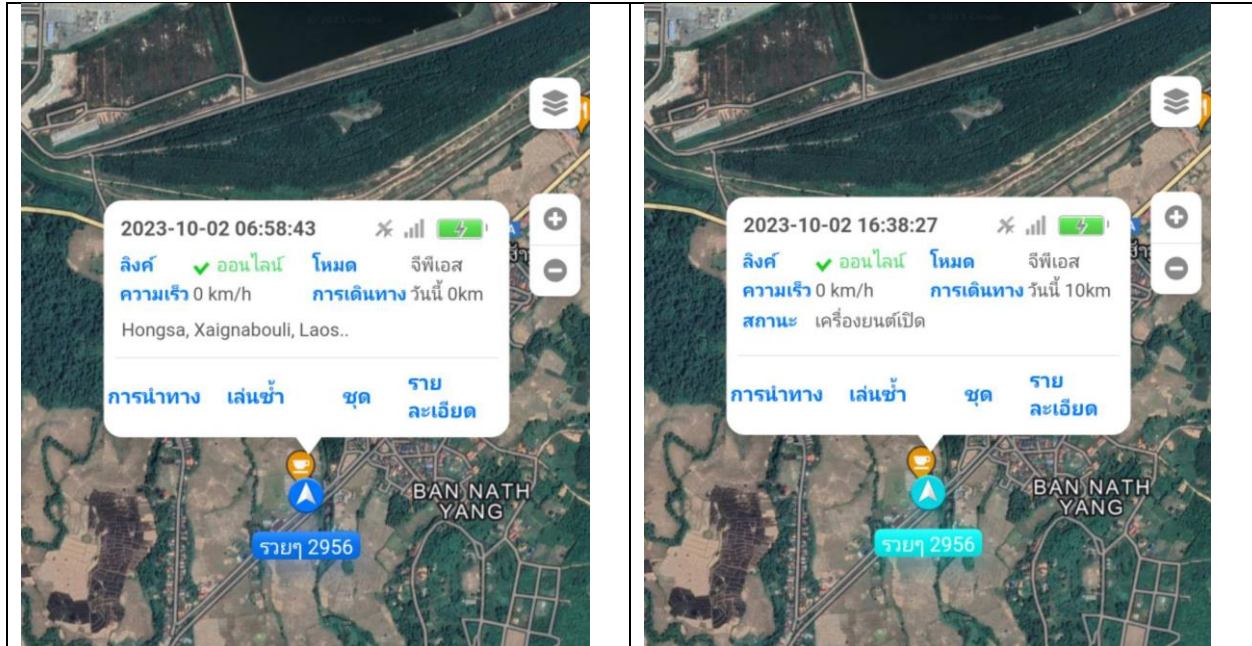 2023-10-02 06:58:43
ลิงค์ ออนไลน์ โหมด จีพีเอส
ความเร็ว 0 km/h การเดินทาง วันนี้ 0km
Hongsa, Xaignabouli, Laos..
การนำทาง เล่นซ้ำ ชุด ราย
ละเอียด
BAN NATH
YANG
รวยๆ 2956
2023-10-02 16:38:27
ลิงค์ ออนไลน์ โหมด จีพีเอส
ความเร็ว 0 km/h การเดินทาง วันนี้ 10km
สถานะ เครื่องยนต์เปิด
การนำทาง เล่นซ้ำ ชุด ราย
ละเอียด
BAN NATH
YANG
รวยๆ 2956